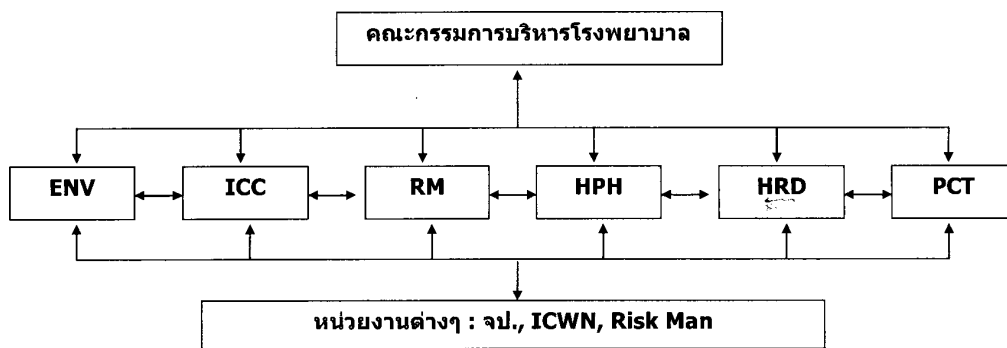 คณะกรรมการบริหารโรงพยาบาล
ENV ICC RM HPH HRD PCT
หน่วยงานต่างๆ : จป., ICWN, Risk Man